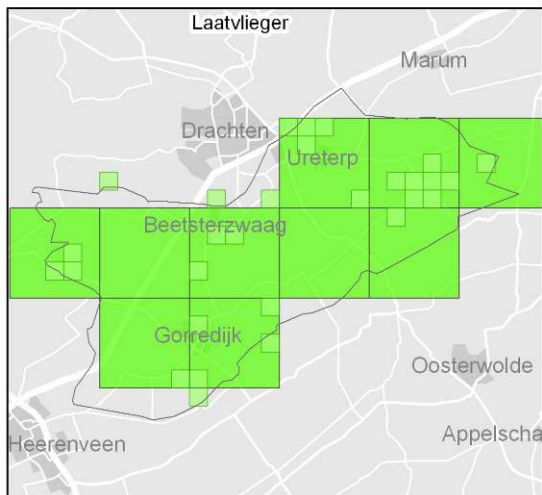 Laatvlieger
Marum
Drachten
Ureterp
Beetsterzwaag
Gorredijk
Oosterwolde
Heerenveen
Appelscha